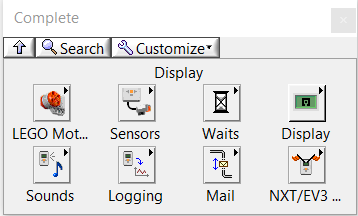 Complete
Search Customize
Display
LEGO Mot... Sensors Waits Display
Sounds Logging Mail NXT/EV3 ...